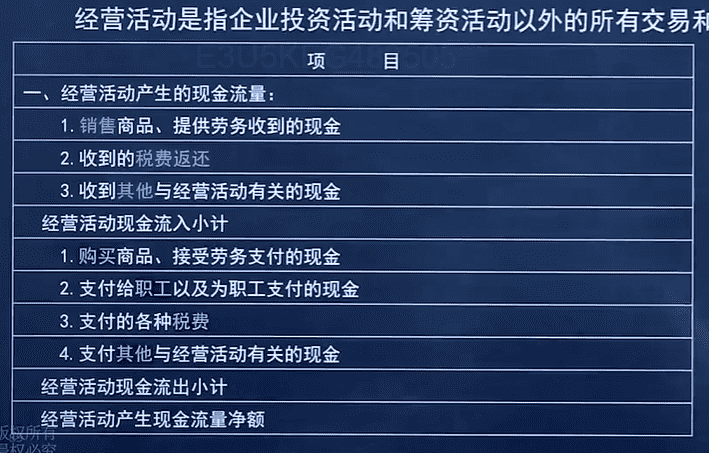 经营活动是指企业投资活动和筹资活动以外的所有交易和
项 目
一、经营活动产生的现金流量：
1.销售商品、提供劳务收到的现金
2.收到的税费返还
3.收到其他与经营活动有关的现金
经营活动现金流入小计
1.购买商品、接受劳务支付的现金
2.支付给职工以及为职工支付的现金
3.支付的各种税费
4.支付其他与经营活动有关的现金
经营活动现金流出小计
经营活动产生现金流量净额
版权所有
侵权必究